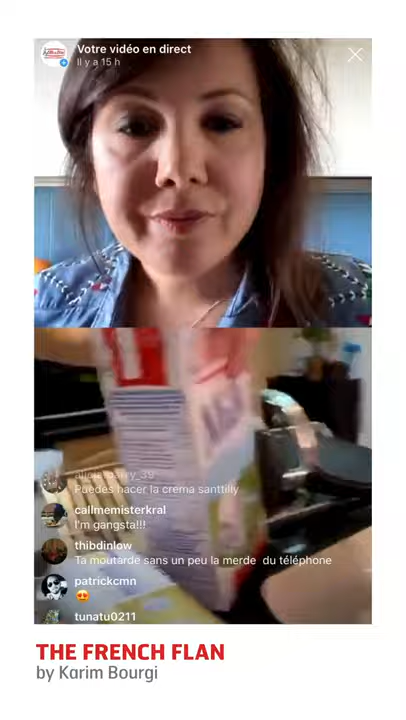 Votre vidéo en direct
Il y a 15 h
Puedes hacer la crema santtilly
callmemisterkral
I'm gangsta!!!
thibdinlow
Ta moutarde sans un peu la merde du téléphone
patrickcmn
😍
tunatu0211
THE FRENCH FLAN
by Karim Bourgi